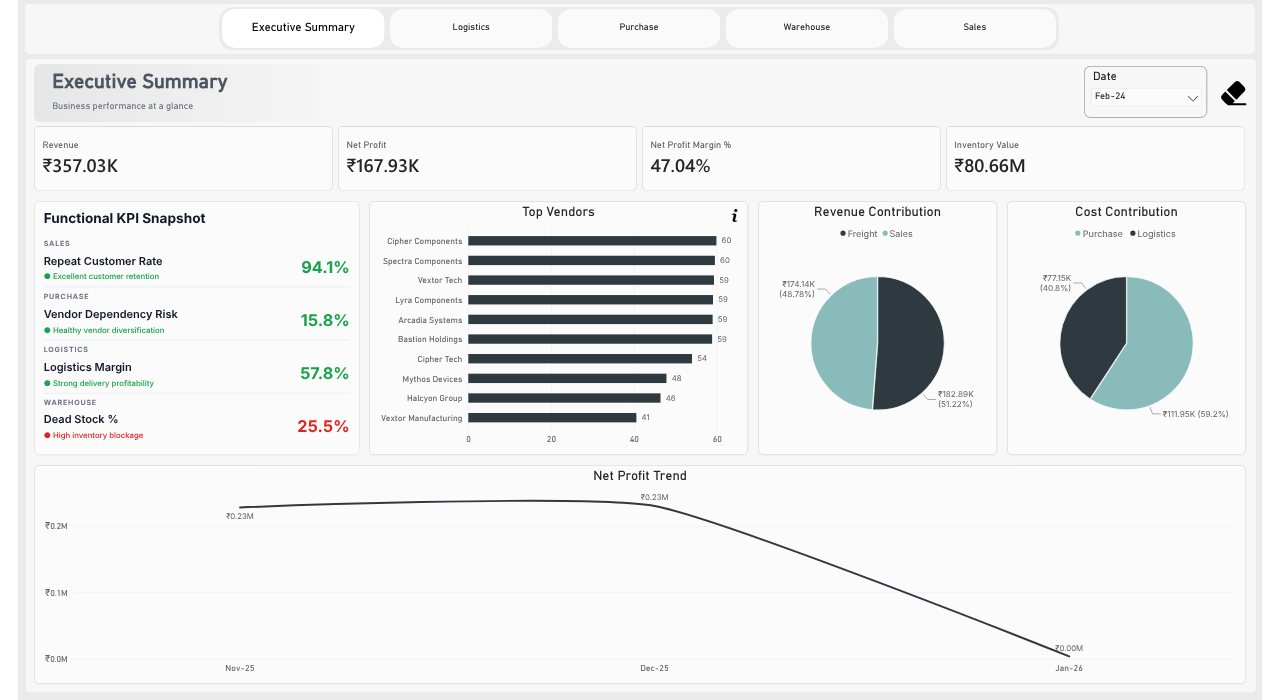 Executive Summary
Logistics
Purchase
Warehouse
Sales
Executive Summary
Business performance at a glance
Date
Feb-24
Revenue
₹357.03K
Net Profit
₹167.93K
Net Profit Margin %
47.04%
Inventory Value
₹80.66M
Functional KPI Snapshot
SALES
Repeat Customer Rate
94.1%
Excellent customer retention
PURCHASE
Vendor Dependency Risk
15.8%
Healthy vendor diversification
LOGISTICS
Logistics Margin
57.8%
Strong delivery profitability
WAREHOUSE
Dead Stock %
25.5%
High inventory blockage
Top Vendors
i
Cipher Components 60
Spectra Components 60
Vextor Tech 59
Lyra Components 59
Arcadia Systems 59
Bastion Holdings 59
Cipher Tech 54
Mythos Devices 48
Halcyon Group 46
Vextor Manufacturing 41
0 20 40 60
Revenue Contribution
Freight Sales
₹174.14K
(48.78%)
₹182.89K
(51.22%)
Cost Contribution
Purchase Logistics
₹77.15K
(40.8%)
₹111.95K (59.2%)
Net Profit Trend
₹0.23M
₹0.23M
₹0.00M
₹0.2M
₹0.1M
₹0.0M
Nov-25 Dec-25 Jan-26